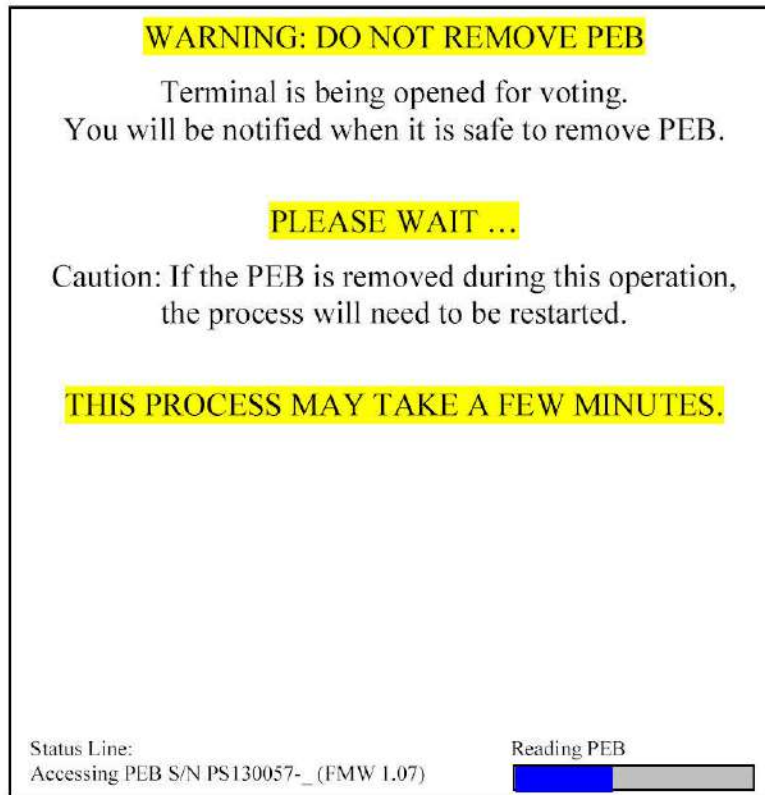 WARNING: DO NOT REMOVE PEB
Terminal is being opened for voting.
You will be notified when it is safe to remove PEB.
PLEASE WAIT ...
Caution: If the PEB is removed during this operation,
the process will need to be restarted.
THIS PROCESS MAY TAKE A FEW MINUTES.
Status Line:
Accessing PEB S/N PS130057-_ (FMW 1.07)
Reading PEB